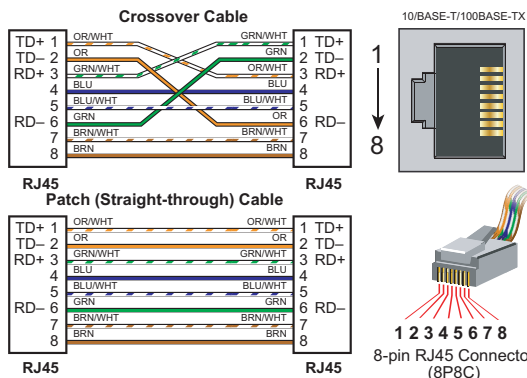 Crossover Cable
TD+ 1 OR/WHT GRN/WHT 1 TD+
TD– 2 OR GRN 2 TD–
RD+ 3 GRN/WHT OR/WHT 3 RD+
4 BLU BLU 4
5 BLU/WHT BLU/WHT 5
RD– 6 GRN OR 6 RD–
7 BRN/WHT BRN/WHT 7
8 BRN BRN 8
RJ45 RJ45
Patch (Straight-through) Cable
TD+ 1 OR/WHT OR/WHT 1 TD+
TD– 2 OR OR 2 TD–
RD+ 3 GRN/WHT GRN/WHT 3 RD+
4 BLU BLU 4
5 BLU/WHT BLU/WHT 5
RD– 6 GRN GRN 6 RD–
7 BRN/WHT BRN/WHT 7
8 BRN BRN 8
RJ45 RJ45
10/BASE-T/100BASE-TX
1
8
1 2 3 4 5 6 7 8
8-pin RJ45 Connecto
(8P8C)